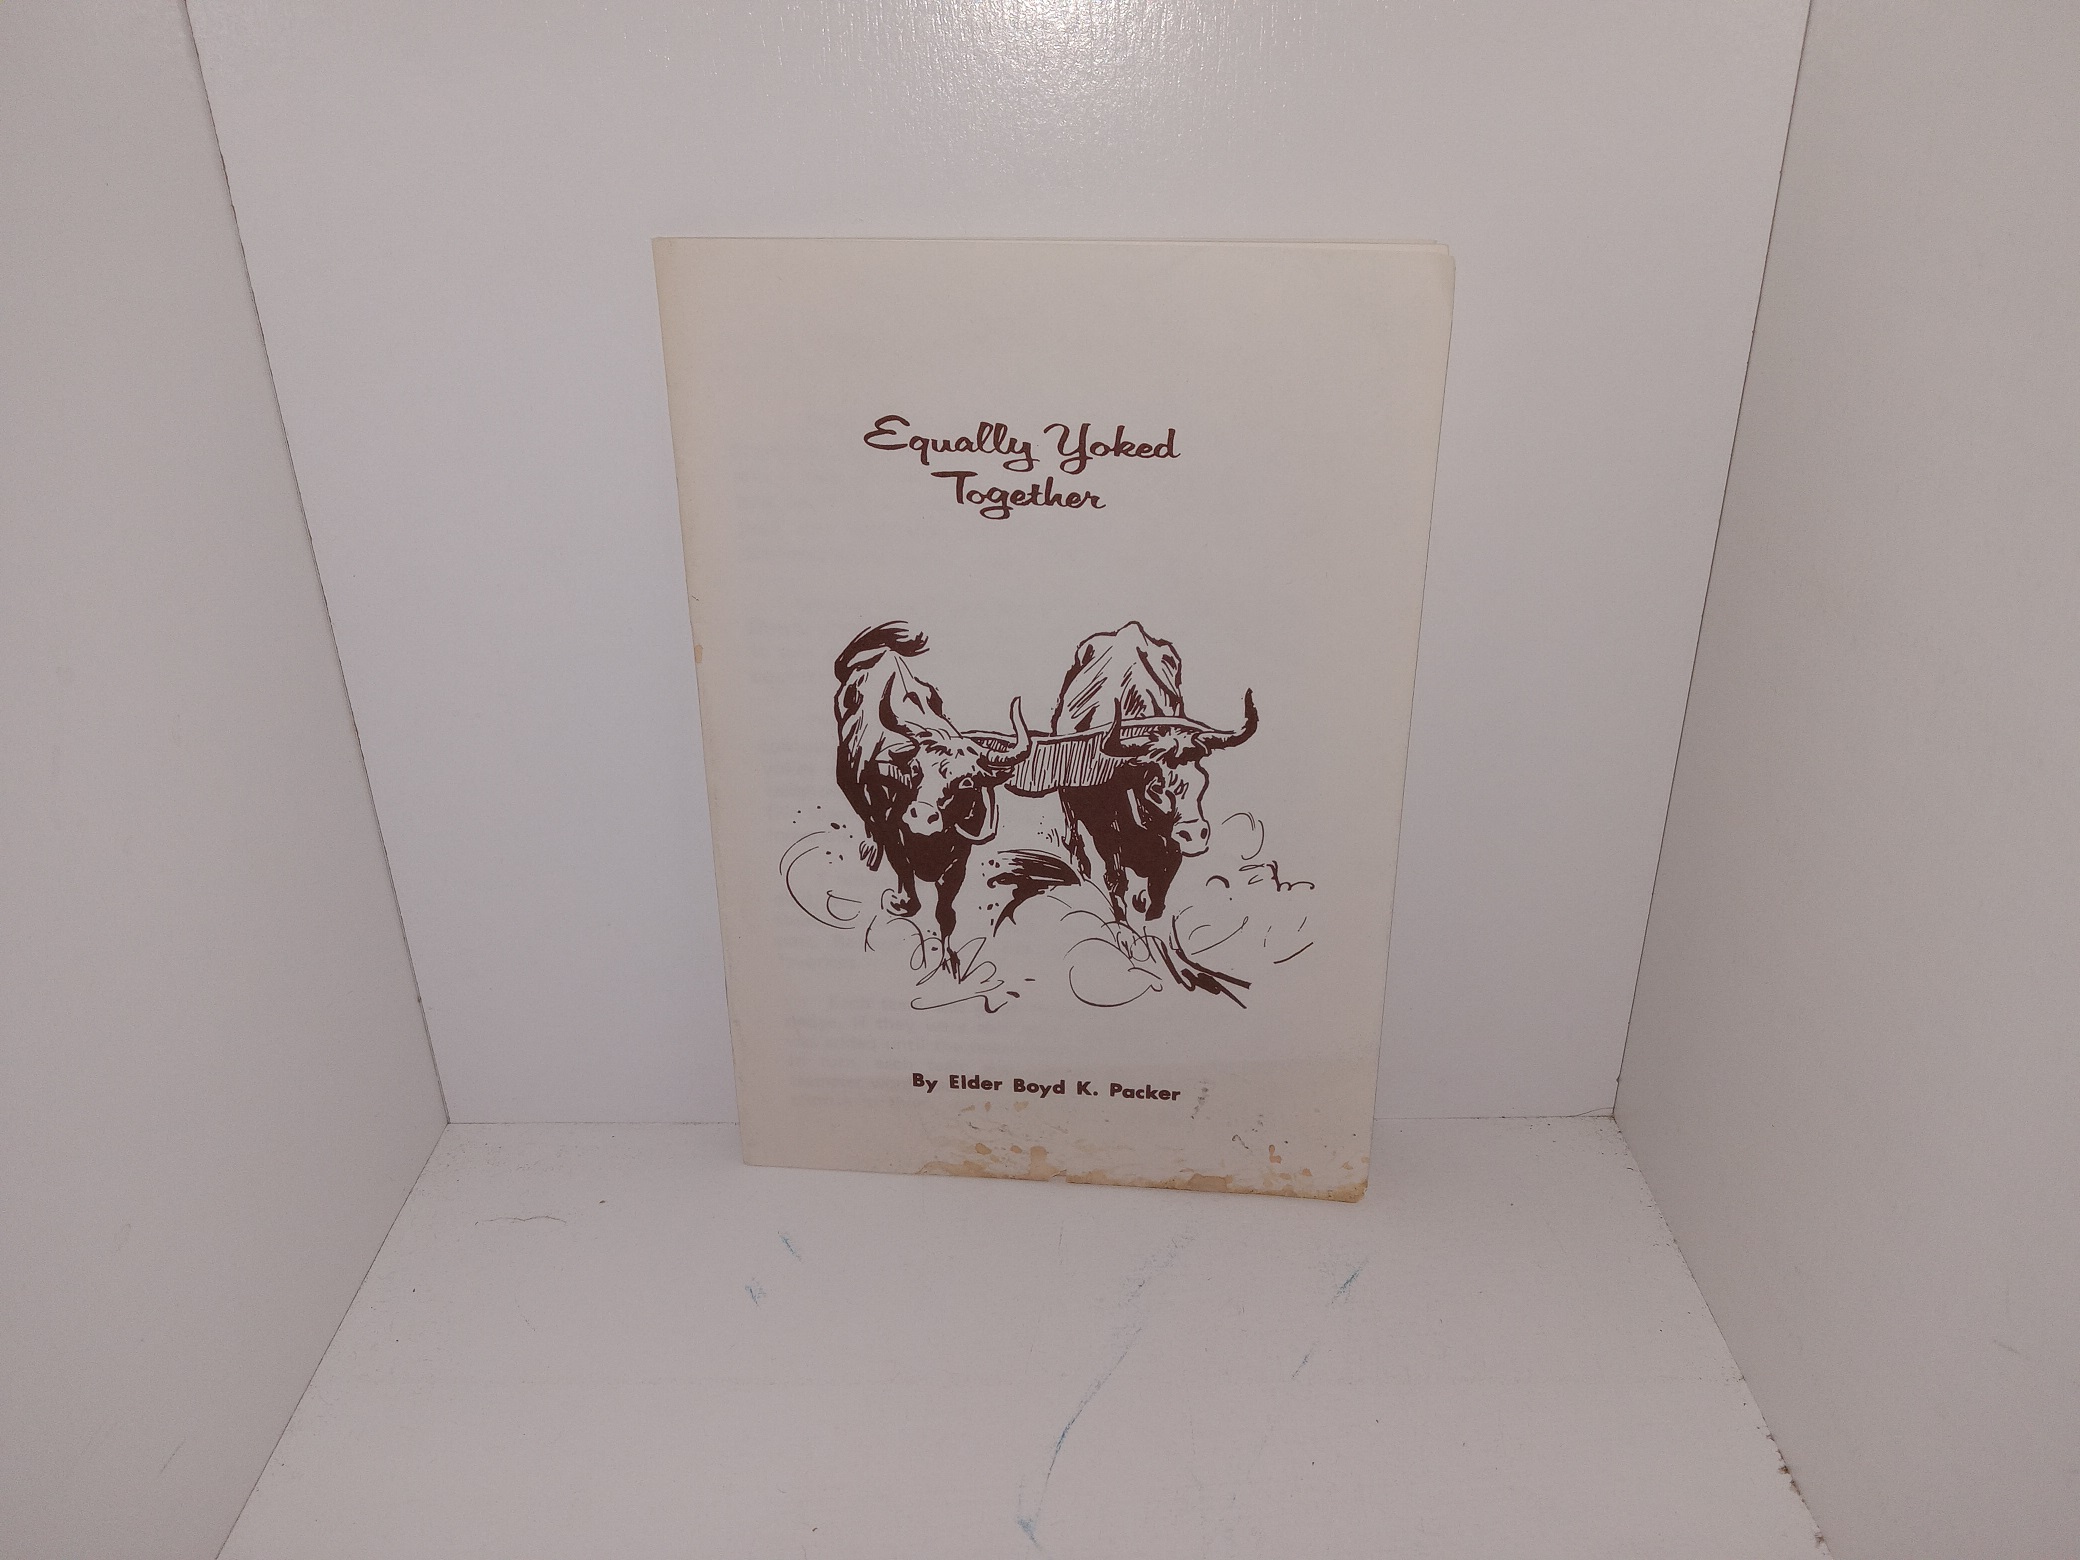 Equally Yoked
Together
By Elder Boyd K. Packer